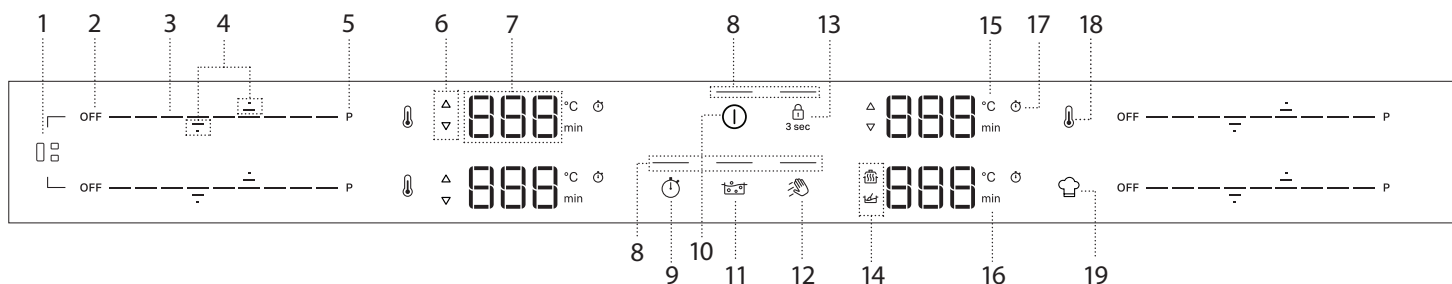 1 2 3 4 5 6 7 8 13 15 17 18
OFF P 888 °C min 3 sec 888 °C min OFF P
OFF P 888 °C min 888 °C min OFF P
8 9 10 11 12 14 16 19